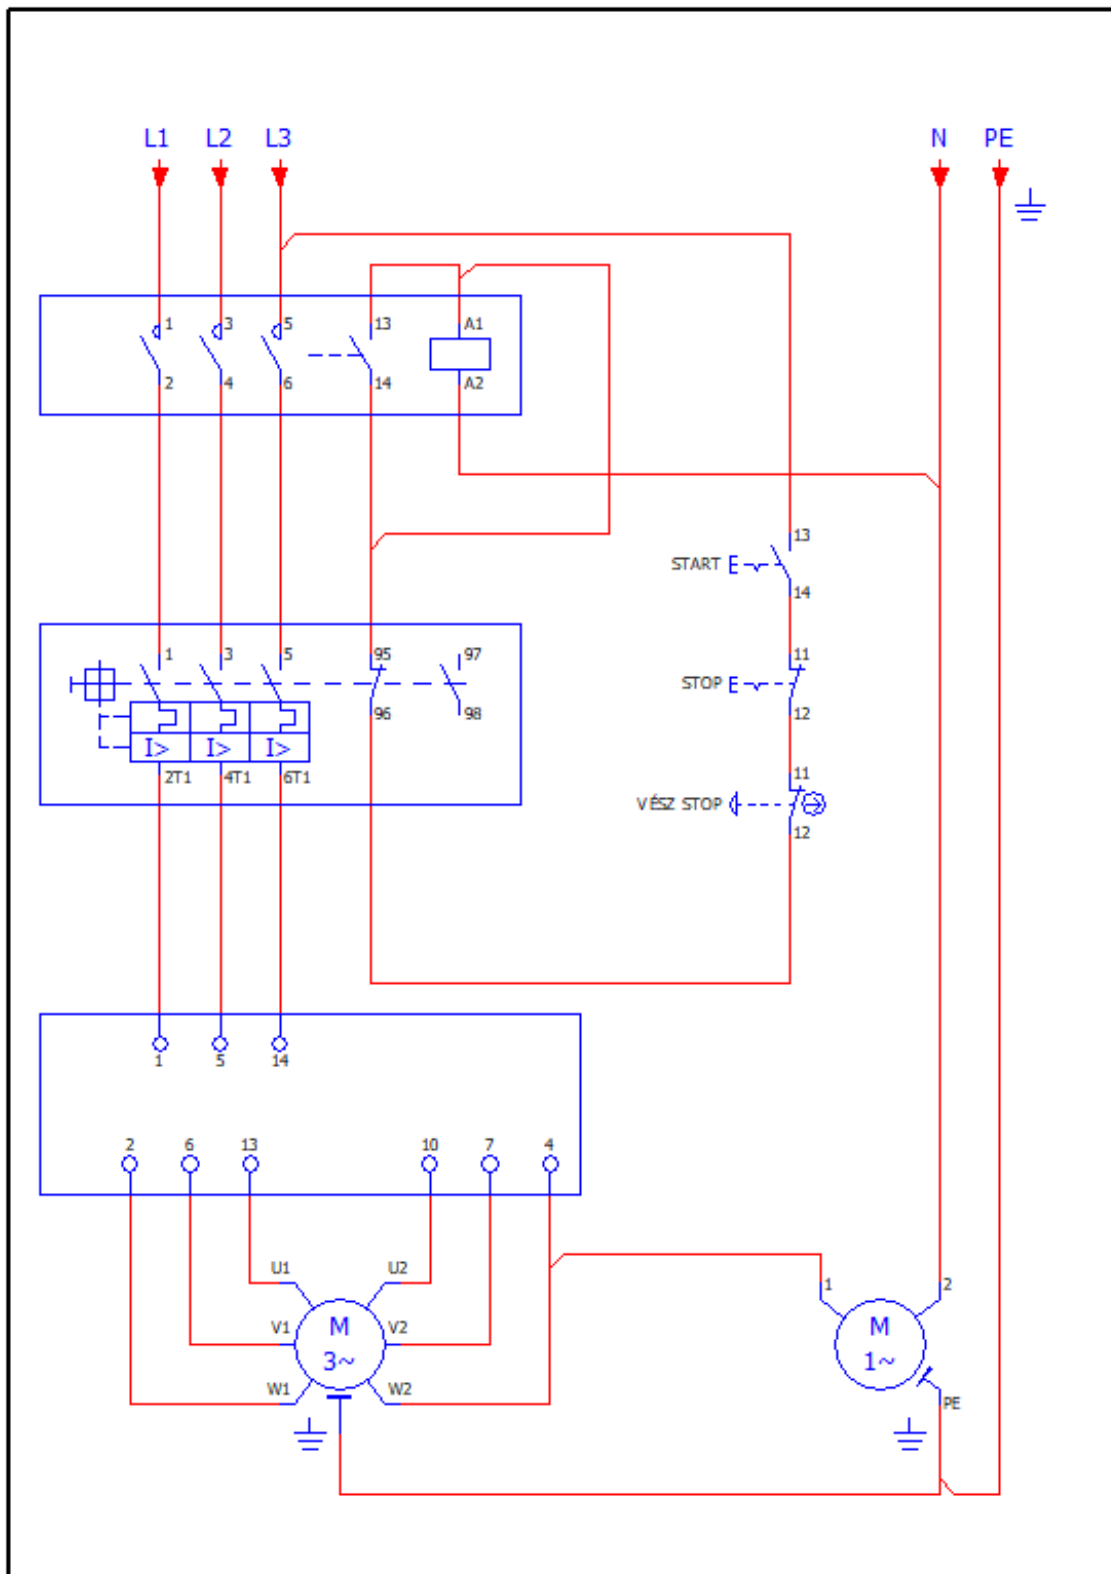 L1 L2 L3 N PE
1 3 5 13 A1
2 4 6 14 A2
13
START
14
1 3 5 95 97
11
STOP
96 98
12
I> I> I>
2T1 4T1 6T1
11
VÉSZ STOP
12
1 5 14
2 6 13 10 7 4
U1 U2
1 2
V1 M V2 M
3~ 1~
W1 W2
PE